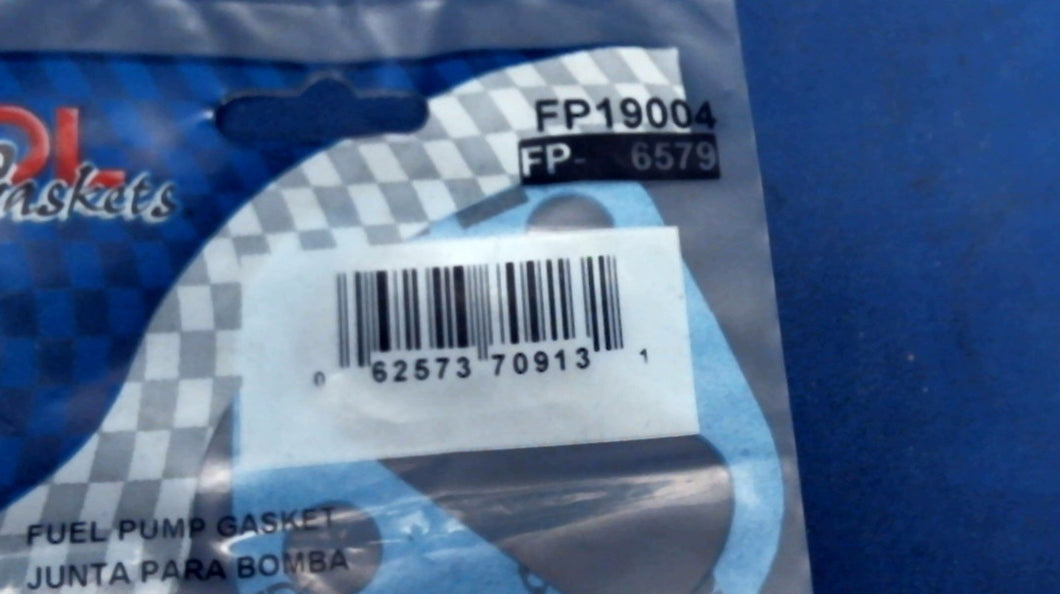 FP19004
FP- 6579
0 62573 70913 1
FUEL PUMP GASKET
JUNTA PARA BOMBA